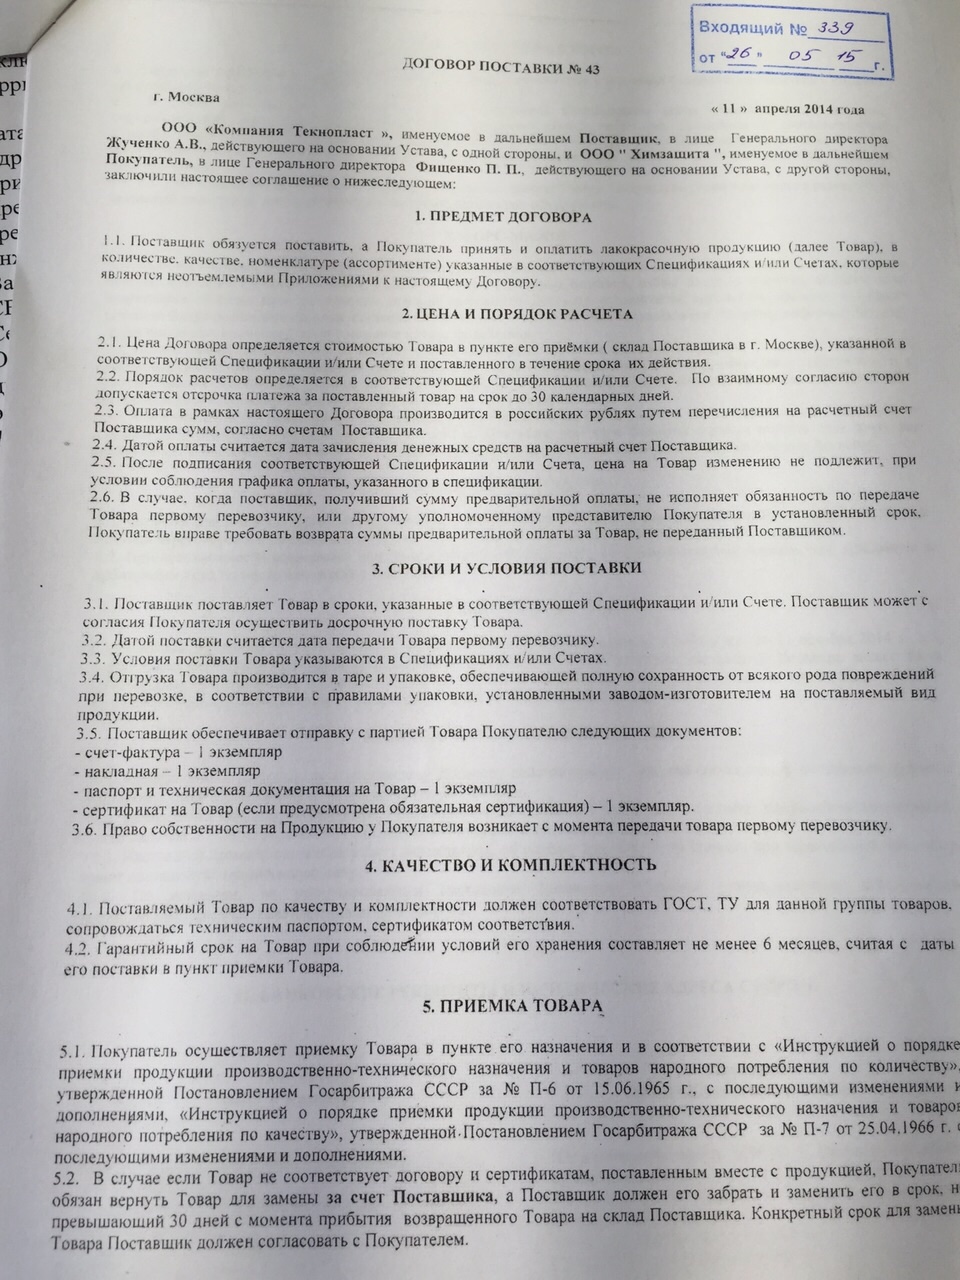 Входящий № 339
от "26" 05 15 г.
ДОГОВОР ПОСТАВКИ № 43
г. Москва
« 11 » апреля 2014 года
ООО «Компания Текнопласт », именуемое в дальнейшем Поставщик, в лице Генерального директора
Жученко А.В., действующего на основании Устава, с одной стороны, и ООО " Химзащита ", именуемое в дальнейшем
Покупатель, в лице Генерального директора Фищенко П. П., действующего на основании Устава, с другой стороны,
заключили настоящее соглашение о нижеследующем:
1. ПРЕДМЕТ ДОГОВОРА
1.1. Поставщик обязуется поставить, а Покупатель принять и оплатить лакокрасочную продукцию (далее Товар), в
количестве, качестве, номенклатуре (ассортименте) указанные в соответствующих Спецификациях и/или Счетах, которые
являются неотъемлемыми Приложениями к настоящему Договору.
2. ЦЕНА И ПОРЯДОК РАСЧЕТА
2.1. Цена Договора определяется стоимостью Товара в пункте его приёмки ( склад Поставщика в г. Москве), указанной в
соответствующей Спецификации и/или Счете и поставленного в течение срока их действия.
2.2. Порядок расчетов определяется в соответствующей Спецификации и/или Счете. По взаимному согласию сторон
допускается отсрочка платежа за поставленный товар на срок до 30 календарных дней.
2.3. Оплата в рамках настоящего Договора производится в российских рублях путем перечисления на расчетный счет
Поставщика сумм, согласно счетам Поставщика.
2.4. Датой оплаты считается дата зачисления денежных средств на расчетный счет Поставщика.
2.5. После подписания соответствующей Спецификации и/или Счета, цена на Товар изменению не подлежит, при
условии соблюдения графика оплаты, указанного в спецификации.
2.6. В случае, когда поставщик, получивший сумму предварительной оплаты, не исполняет обязанность по передаче
Товара первому перевозчику, или другому уполномоченному представителю Покупателя в установленный срок,
Покупатель вправе требовать возврата суммы предварительной оплаты за Товар, не переданный Поставщиком.
3. СРОКИ И УСЛОВИЯ ПОСТАВКИ
3.1. Поставщик поставляет Товар в сроки, указанные в соответствующей Спецификации и/или Счете. Поставщик может с
согласия Покупателя осуществить досрочную поставку Товара.
3.2. Датой поставки считается дата передачи Товара первому перевозчику.
3.3. Условия поставки Товара указываются в Спецификациях и/или Счетах.
3.4. Отгрузка Товара производится в таре и упаковке, обеспечивающей полную сохранность от всякого рода повреждений
при перевозке, в соответствии с правилами упаковки, установленными заводом-изготовителем на поставляемый вид
продукции.
3.5. Поставщик обеспечивает отправку с партией Товара Покупателю следующих документов:
- счет-фактура – 1 экземпляр
- накладная – 1 экземпляр
- паспорт и техническая документация на Товар – 1 экземпляр
- сертификат на Товар (если предусмотрена обязательная сертификация) – 1 экземпляр.
3.6. Право собственности на Продукцию у Покупателя возникает с момента передачи товара первому перевозчику.
4. КАЧЕСТВО И КОМПЛЕКТНОСТЬ
4.1. Поставляемый Товар по качеству и комплектности должен соответствовать ГОСТ, ТУ для данной группы товаров,
сопровождаться техническим паспортом, сертификатом соответствия.
4.2. Гарантийный срок на Товар при соблюдении условий его хранения составляет не менее 6 месяцев, считая с даты
его поставки в пункт приемки Товара.
5. ПРИЕМКА ТОВАРА
5.1. Покупатель осуществляет приемку Товара в пункте его назначения и в соответствии с «Инструкцией о порядке
приемки продукции производственно-технического назначения и товаров народного потребления по количеству»,
утвержденной Постановлением Госарбитража СССР за № П-6 от 15.06.1965 г., с последующими изменениями и
дополнениями, «Инструкцией о порядке приемки продукции производственно-технического назначения и товаров
народного потребления по качеству», утвержденной Постановлением Госарбитража СССР за № П-7 от 25.04.1966 г. с
последующими изменениями и дополнениями.
5.2. В случае если Товар не соответствует договору и сертификатам, поставленным вместе с продукцией, Покупатель
обязан вернуть Товар для замены за счет Поставщика, а Поставщик должен его забрать и заменить его в срок, не
превышающий 30 дней с момента прибытия возвращенного Товара на склад Поставщика. Конкретный срок для замены
Товара Поставщик должен согласовать с Покупателем.